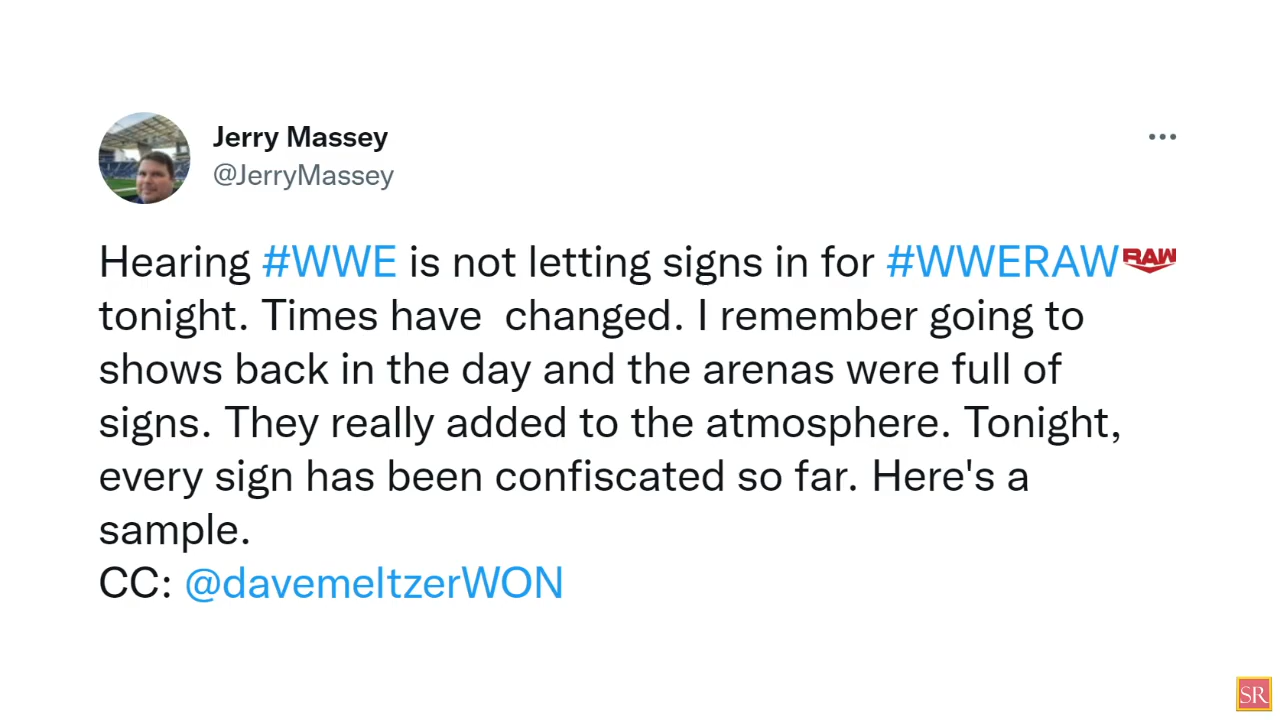 Jerry Massey
@JerryMassey
Hearing #WWE is not letting signs in for #WWERAW RAW
tonight. Times have  changed. I remember going to
shows back in the day and the arenas were full of
signs. They really added to the atmosphere. Tonight,
every sign has been confiscated so far. Here's a
sample.
CC: @davemeltzerWON
SR